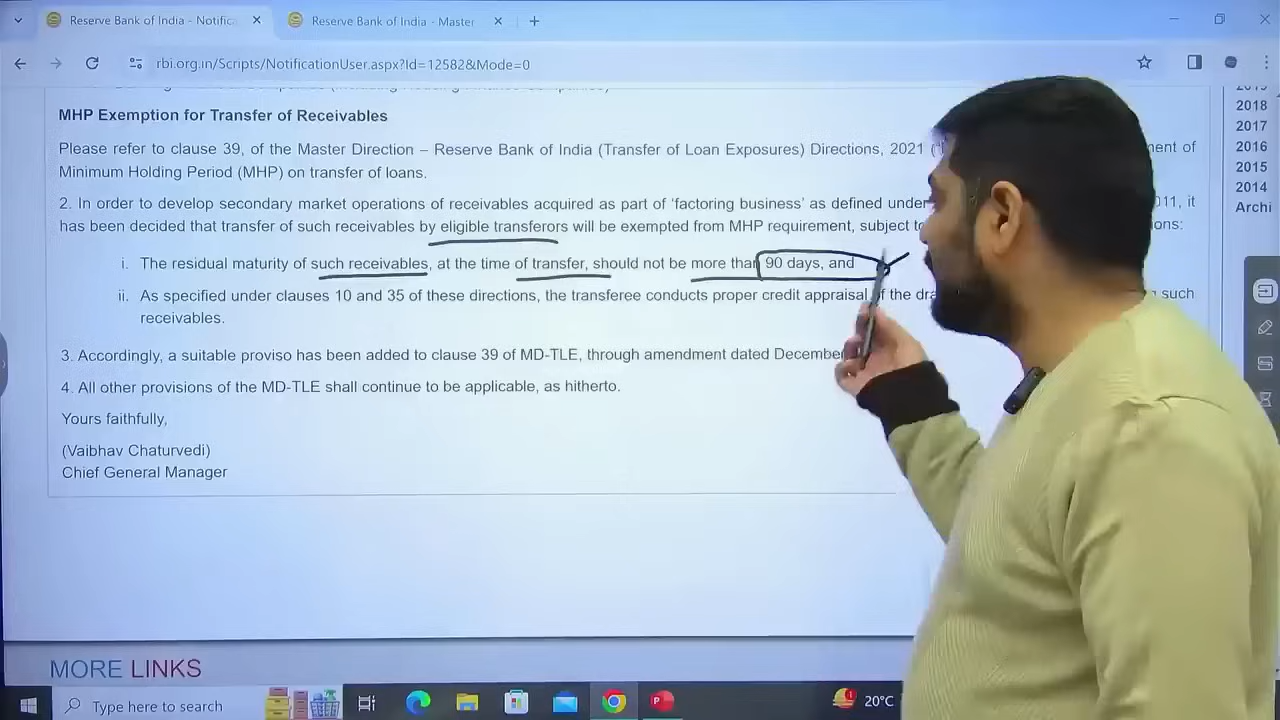 Reserve Bank of India - Notifica
Reserve Bank of India - Master
rbi.org.in/Scripts/NotificationUser.aspx?Id=12582&Mode=0
MHP Exemption for Transfer of Receivables
Please refer to clause 39, of the Master Direction – Reserve Bank of India (Transfer of Loan Exposures) Directions, 2021
Minimum Holding Period (MHP) on transfer of loans.
2. In order to develop secondary market operations of receivables acquired as part of 'factoring business' as defined under 011, it
has been decided that transfer of such receivables by eligible transferors will be exempted from MHP requirement, subject
i. The residual maturity of such receivables, at the time of transfer, should not be more than 90 days, and
ii. As specified under clauses 10 and 35 of these directions, the transferee conducts proper credit appraisal of the such
receivables.
3. Accordingly, a suitable proviso has been added to clause 39 of MD-TLE, through amendment dated December
4. All other provisions of the MD-TLE shall continue to be applicable, as hitherto.
Yours faithfully,
(Vaibhav Chaturvedi)
Chief General Manager
2018
2017
2016
2015
2014
Archi
MORE LINKS
Type here to search
20°C